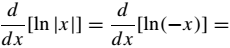 d/dx [ln |x|] = d/dx [ln(−x)] =